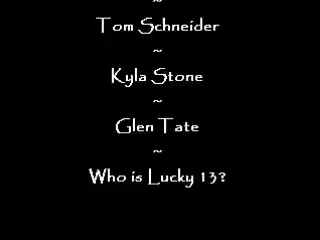 ~
Tom Schneider
~
Kyla Stone
~
Glen Tate
~
Who is Lucky 13?